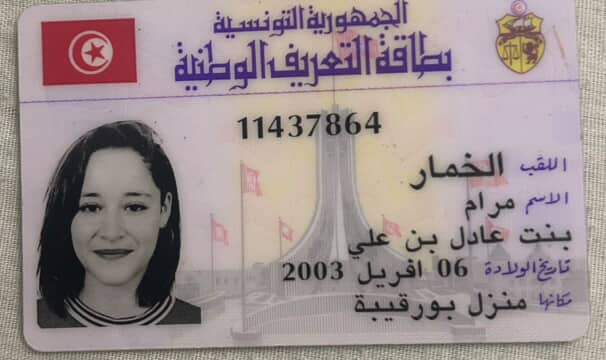 الجمهورية التونسية
بطاقة التعريف الوطنية
11437864
اللقب الخمار
الاسم مرام
بنت عادل بن علي
تاريخ الولادة 06 افريل 2003
مكانها منزل بورقيبة